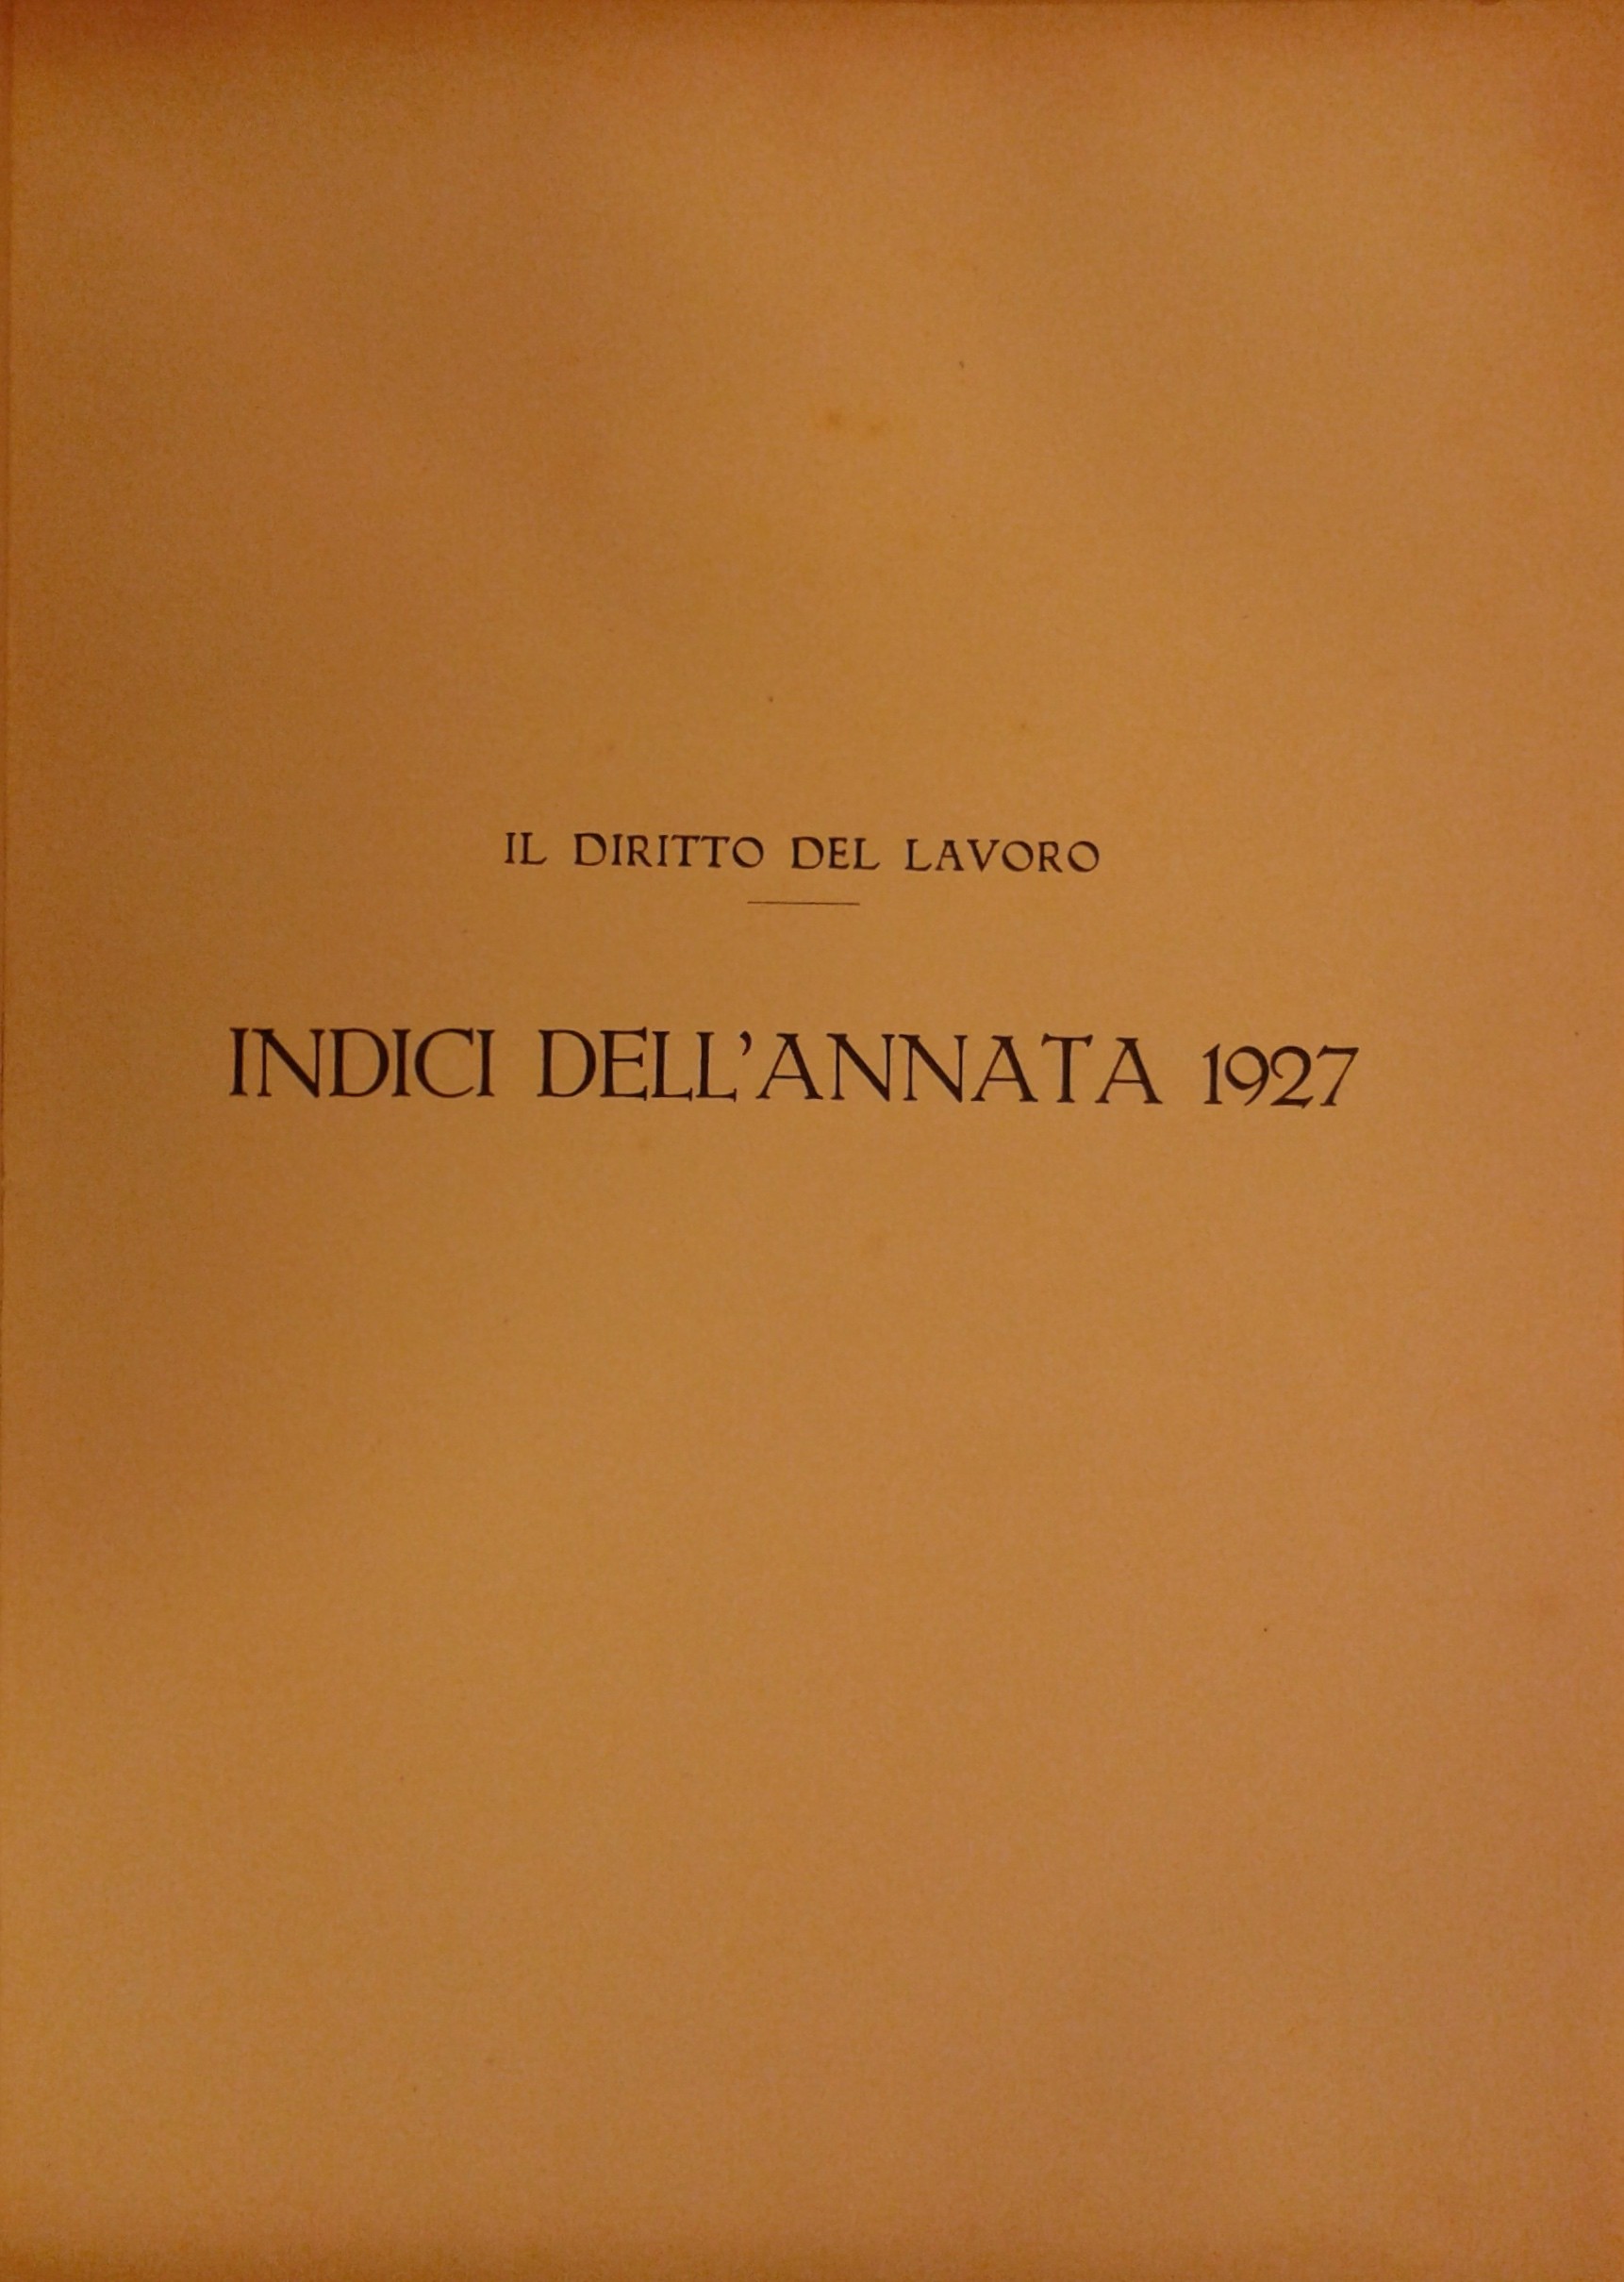 IL DIRITTO DEL LAVORO
INDICI DELL'ANNATA 1927